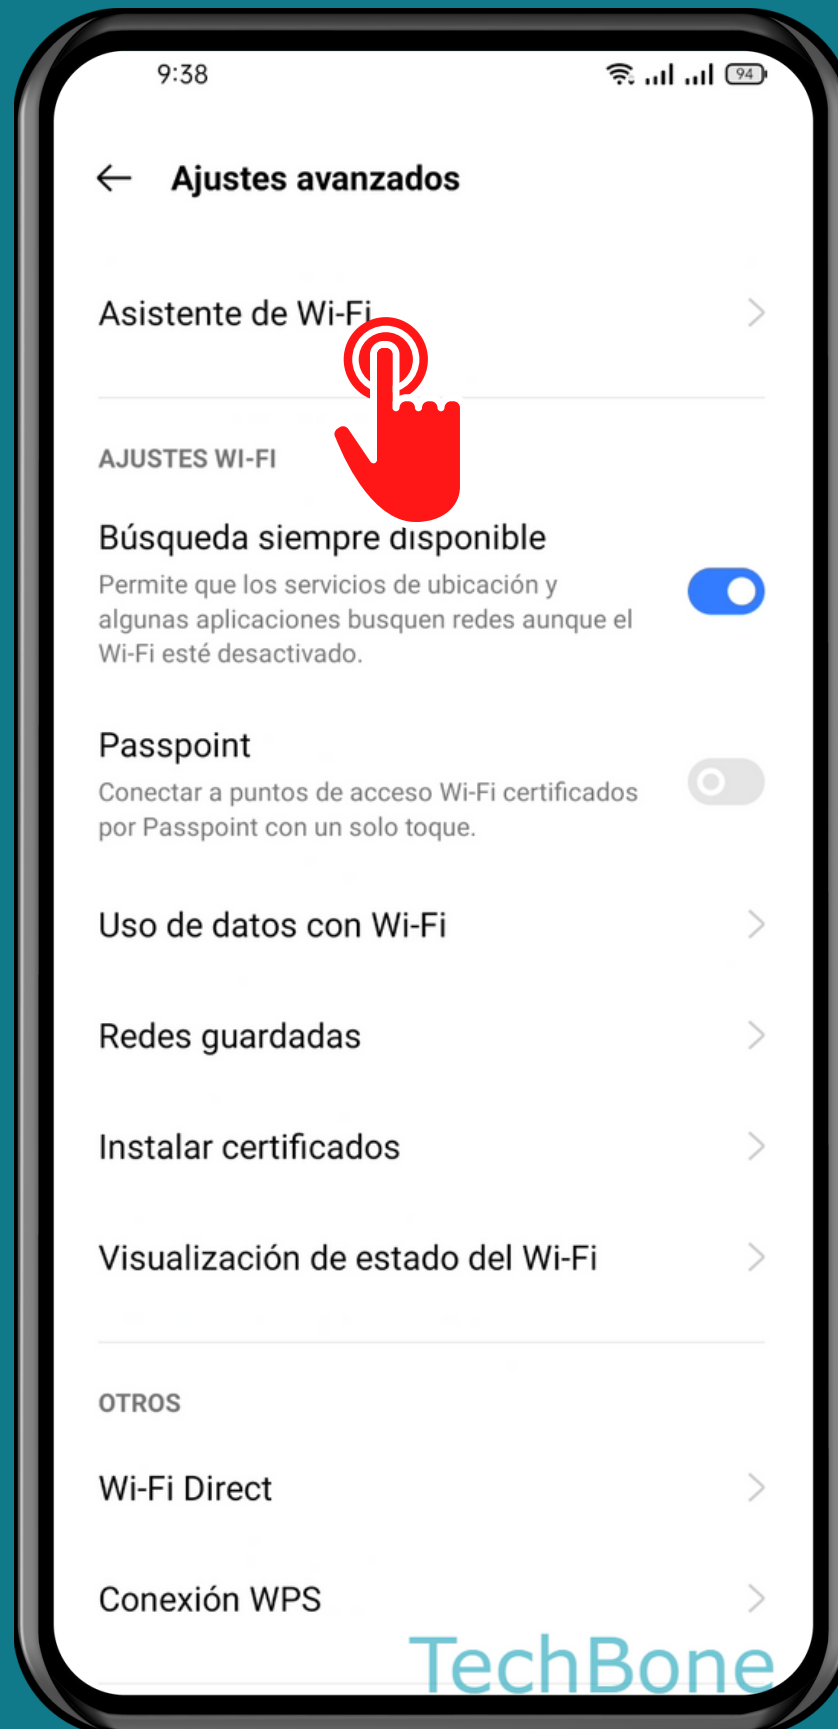 9:38
94
Ajustes avanzados
Asistente de Wi-Fi
AJUSTES WI-FI
Búsqueda siempre disponible
Permite que los servicios de ubicación y
algunas aplicaciones busquen redes aunque el
Wi-Fi esté desactivado.
Passpoint
Conectar a puntos de acceso Wi-Fi certificados
por Passpoint con un solo toque.
Uso de datos con Wi-Fi
Redes guardadas
Instalar certificados
Visualización de estado del Wi-Fi
OTROS
Wi-Fi Direct
Conexión WPS
TechBone